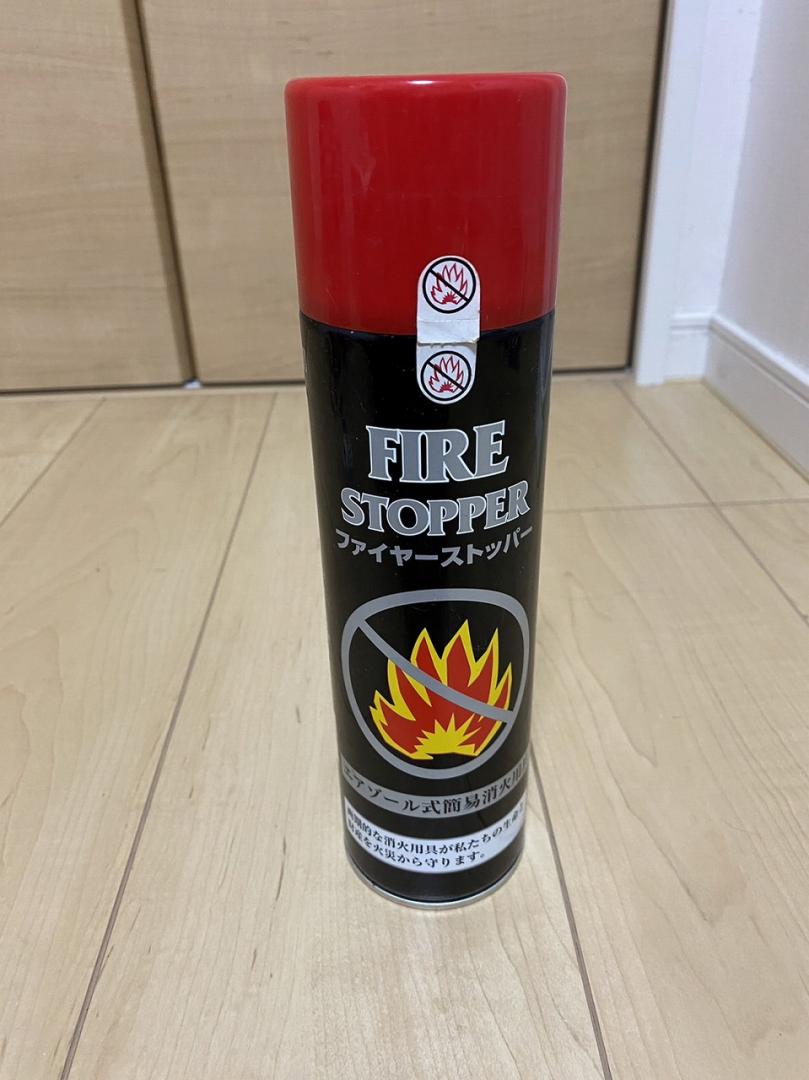 FIRE
STOPPER
ファイヤーストッパー
エアゾール式簡易消火用具
画期的な消火用具が私たちの生命と
財産を火災から守ります。